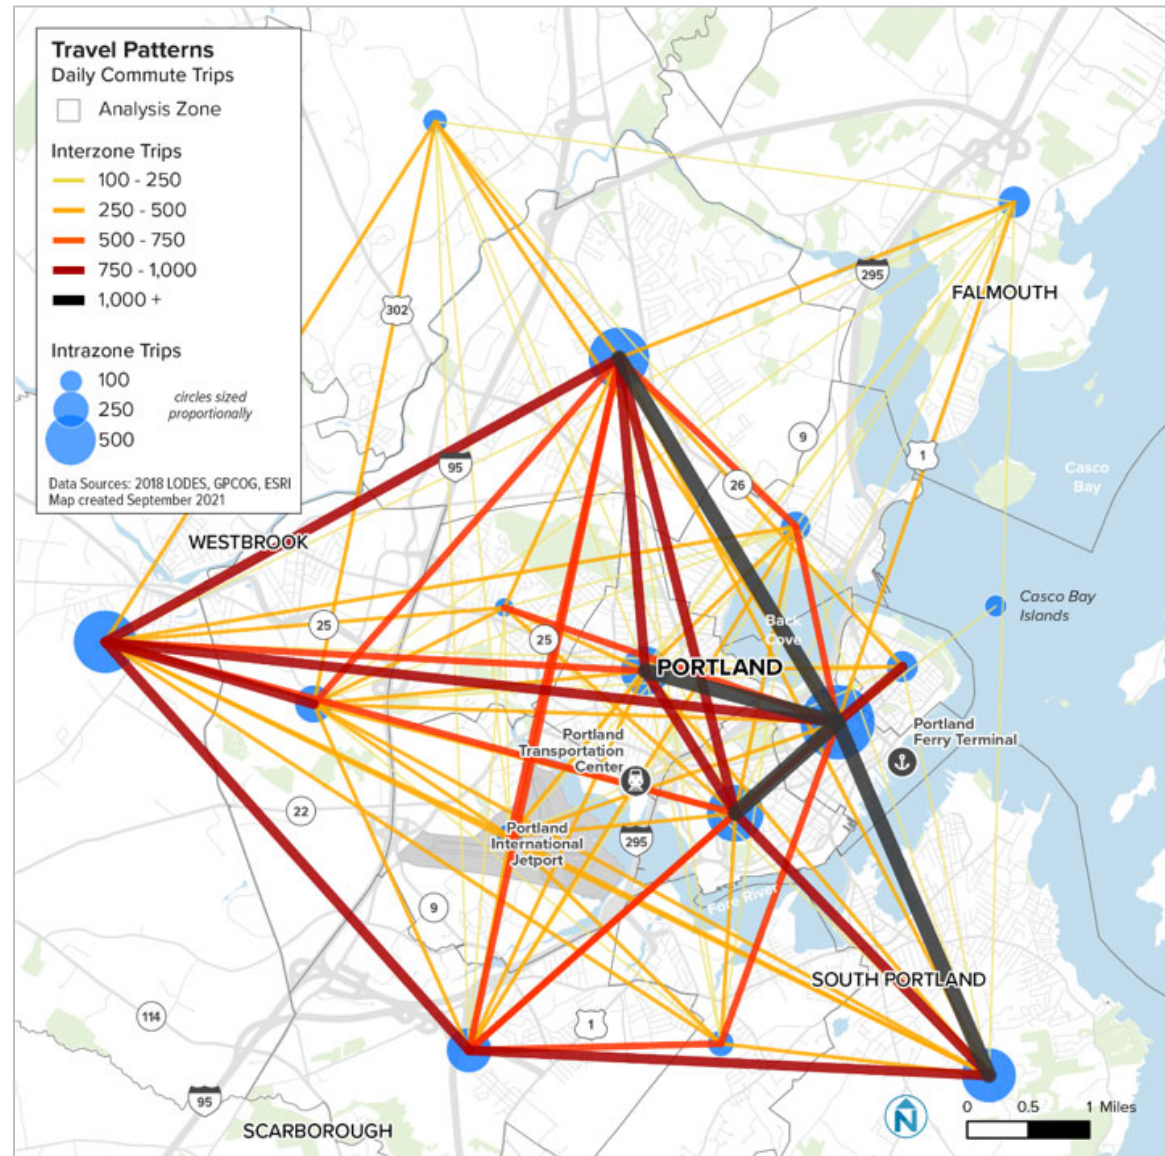 Travel Patterns
Daily Commute Trips
Analysis Zone
Interzone Trips
100 - 250
250 - 500
500 - 750
750 - 1,000
1,000 +
Intrazone Trips
100
250
500
circles sized
proportionally
Data Sources: 2018 LODES, GPCOG, ESRI
Map created September 2021
302
295
FALMOUTH
9
1
95
26
Casco
Bay
WESTBROOK
Casco Bay
Islands
25
25
Back
Cove
PORTLAND
Portland
Transportation
Center
Portland
Ferry Terminal
22
Portland
International
Jetport
295
9
Fore River
SOUTH PORTLAND
114
1
95
SCARBOROUGH
N
0 0.5 1 Miles